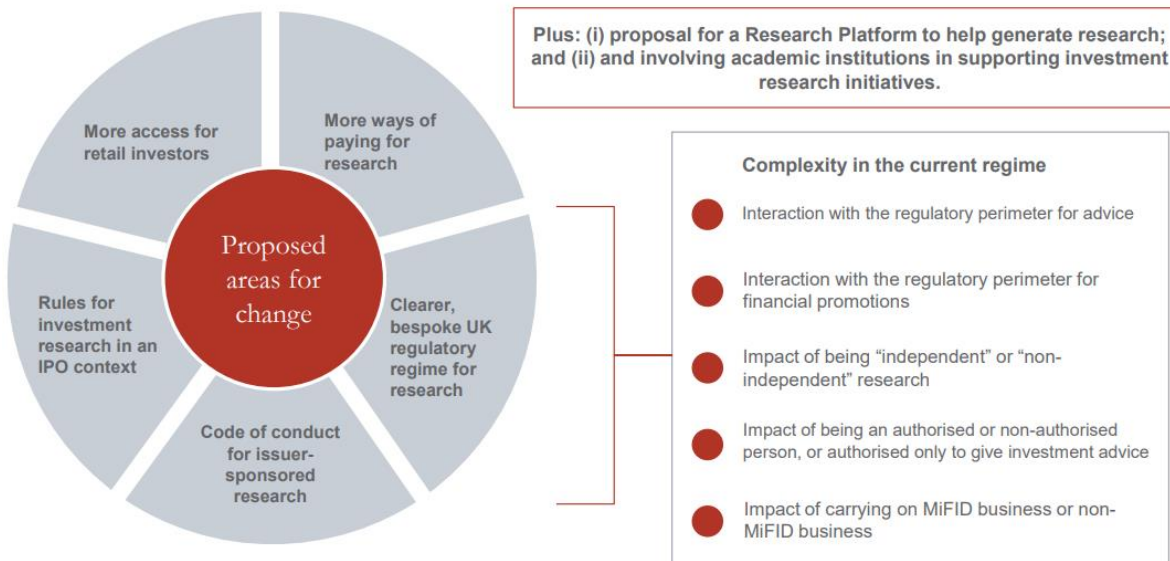 Plus: (i) proposal for a Research Platform to help generate research;
and (ii) and involving academic institutions in supporting investment
research initiatives.
More access for
retail investors
More ways of
paying for
research
Proposed
areas for
change
Rules for
investment
research in an
IPO context
Clearer,
bespoke UK
regulatory
regime for
research
Code of conduct
for issuer-
sponsored
research
Complexity in the current regime
Interaction with the regulatory perimeter for advice
Interaction with the regulatory perimeter for
financial promotions
Impact of being “independent” or “non-
independent” research
Impact of being an authorised or non-authorised
person, or authorised only to give investment advice
Impact of carrying on MiFID business or non-
MiFID business